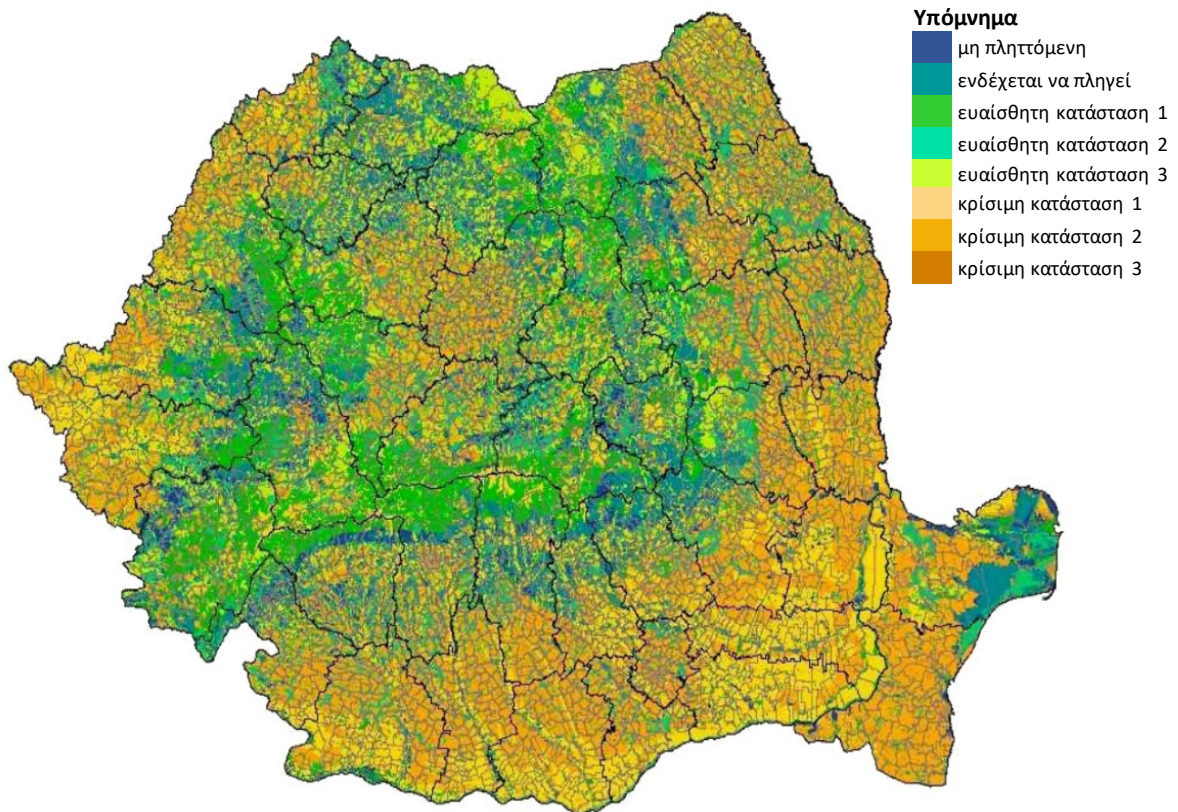 Υπόμνημα
μη πληττόμενη
ενδέχεται να πληγεί
ευαίσθητη κατάσταση 1
ευαίσθητη κατάσταση 2
ευαίσθητη κατάσταση 3
κρίσιμη κατάσταση 1
κρίσιμη κατάσταση 2
κρίσιμη κατάσταση 3